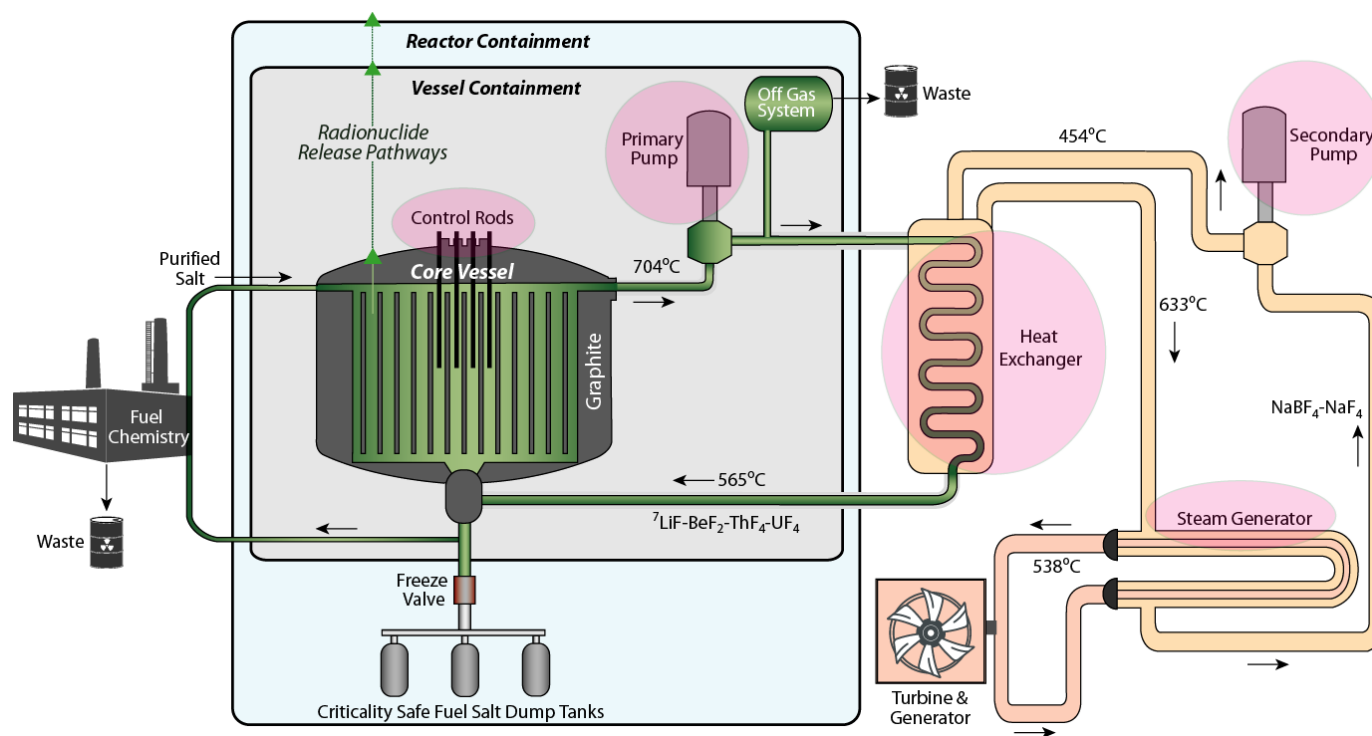 Reactor Containment
Vessel Containment
Radionuclide
Release Pathways
Primary
Pump
Off Gas
System
Waste
454°C
Secondary
Pump
Control Rods
Core Vessel
Purified
Salt
704°C
633°C
Heat
Exchanger
Graphite
Fuel
Chemistry
NaBF₄-NaF₄
565°C
⁷LiF-BeF₂-ThF₄-UF₄
Waste
Steam Generator
538°C
Freeze
Valve
Turbine &
Generator
Criticality Safe Fuel Salt Dump Tanks